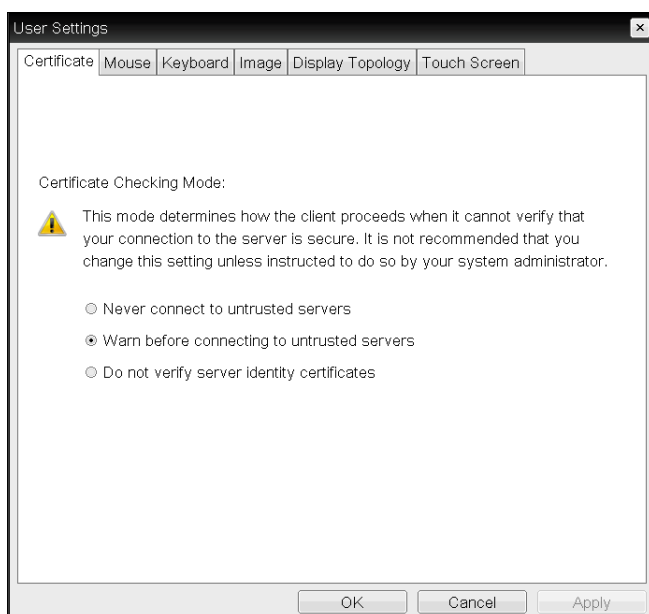 User Settings
Certificate Mouse Keyboard Image Display Topology Touch Screen
Certificate Checking Mode:
This mode determines how the client proceeds when it cannot verify that
your connection to the server is secure. It is not recommended that you
change this setting unless instructed to do so by your system administrator.
Never connect to untrusted servers
Warn before connecting to untrusted servers
Do not verify server identity certificates
OK Cancel Apply